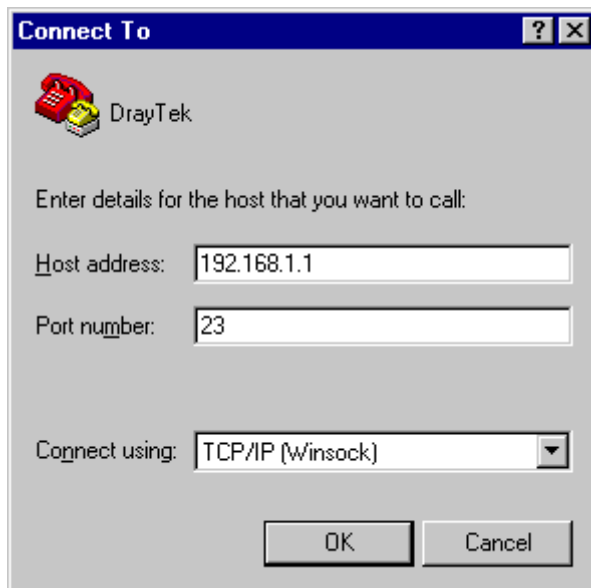 Connect To
DrayTek
Enter details for the host that you want to call:
Host address: 192.168.1.1
Port number: 23
Connect using: TCP/IP (Winsock)
OK Cancel